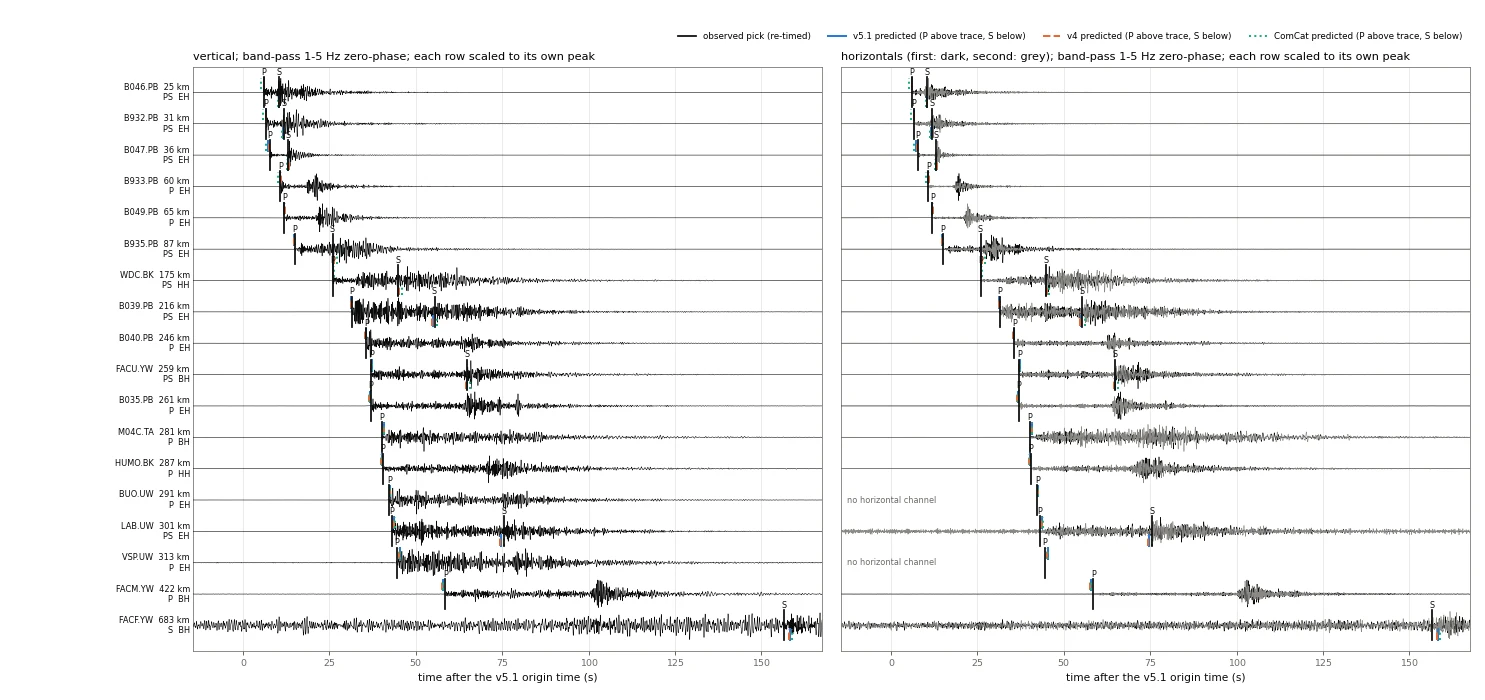 observed pick (re-timed) v5.1 predicted (P above trace, S below) v4 predicted (P above trace, S below) ComCat predicted (P above trace, S below)
vertical; band-pass 1-5 Hz zero-phase; each row scaled to its own peak
horizontals (first: dark, second: grey); band-pass 1-5 Hz zero-phase; each row scaled to its own peak
B046.PB 25 km
PS EH
B932.PB 31 km
PS EH
B047.PB 36 km
PS EH
B933.PB 60 km
P EH
B049.PB 65 km
P EH
B935.PB 87 km
PS EH
WDC.BK 175 km
PS HH
B039.PB 216 km
PS EH
B040.PB 246 km
P EH
FACU.YW 259 km
PS BH
B035.PB 261 km
P EH
M04C.TA 281 km
P BH
HUMO.BK 287 km
P HH
BUO.UW 291 km
P EH
no horizontal channel
LAB.UW 301 km
PS EH
VSP.UW 313 km
P EH
no horizontal channel
FACM.YW 422 km
P BH
FACF.YW 683 km
S BH
0 25 50 75 100 125 150
0 25 50 75 100 125 150
time after the v5.1 origin time (s)
time after the v5.1 origin time (s)